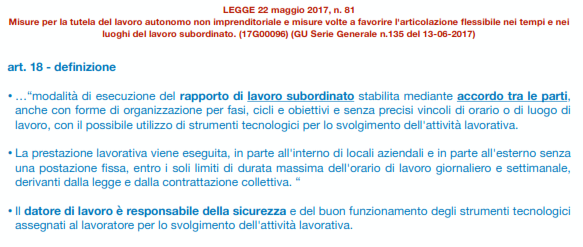 LEGGE 22 maggio 2017, n. 81
Misure per la tutela del lavoro autonomo non imprenditoriale e misure volte a favorire l'articolazione flessibile nei tempi e nei
luoghi del lavoro subordinato. (17G00096) (GU Serie Generale n.135 del 13-06-2017)
art. 18 - definizione
• …“modalità di esecuzione del rapporto di lavoro subordinato stabilita mediante accordo tra le parti,
anche con forme di organizzazione per fasi, cicli e obiettivi e senza precisi vincoli di orario o di luogo di
lavoro, con il possibile utilizzo di strumenti tecnologici per lo svolgimento dell'attività lavorativa.
• La prestazione lavorativa viene eseguita, in parte all'interno di locali aziendali e in parte all'esterno senza
una postazione fissa, entro i soli limiti di durata massima dell'orario di lavoro giornaliero e settimanale,
derivanti dalla legge e dalla contrattazione collettiva. “
• Il datore di lavoro è responsabile della sicurezza e del buon funzionamento degli strumenti tecnologici
assegnati al lavoratore per lo svolgimento dell'attività lavorativa.